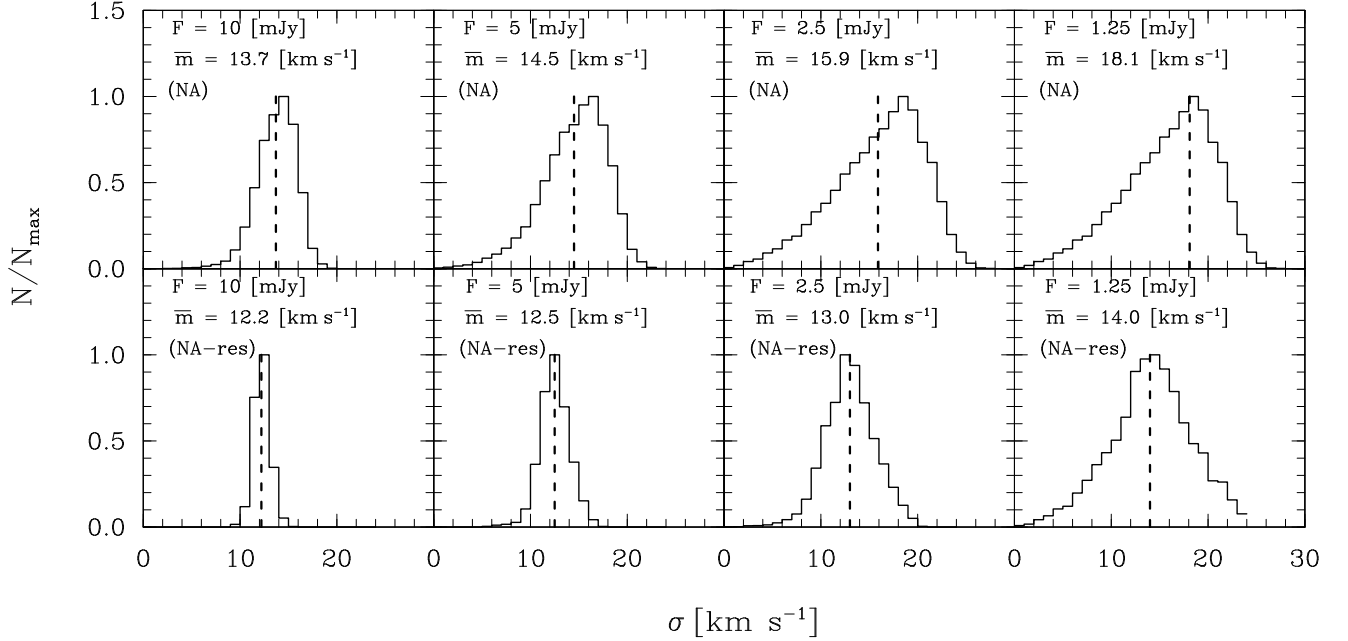 F = 10 [mJy]
m̅ = 13.7 [km s⁻¹]
(NA)
F = 5 [mJy]
m̅ = 14.5 [km s⁻¹]
(NA)
F = 2.5 [mJy]
m̅ = 15.9 [km s⁻¹]
(NA)
F = 1.25 [mJy]
m̅ = 18.1 [km s⁻¹]
(NA)
1.5
1.0
0.5
0.0
F = 10 [mJy]
m̅ = 12.2 [km s⁻¹]
(NA−res)
F = 5 [mJy]
m̅ = 12.5 [km s⁻¹]
(NA−res)
F = 2.5 [mJy]
m̅ = 13.0 [km s⁻¹]
(NA−res)
F = 1.25 [mJy]
m̅ = 14.0 [km s⁻¹]
(NA−res)
1.0
0.5
0.0
N/Nmax
0 10 20 0 10 20 0 10 20 0 10 20 30
σ [km s⁻¹]